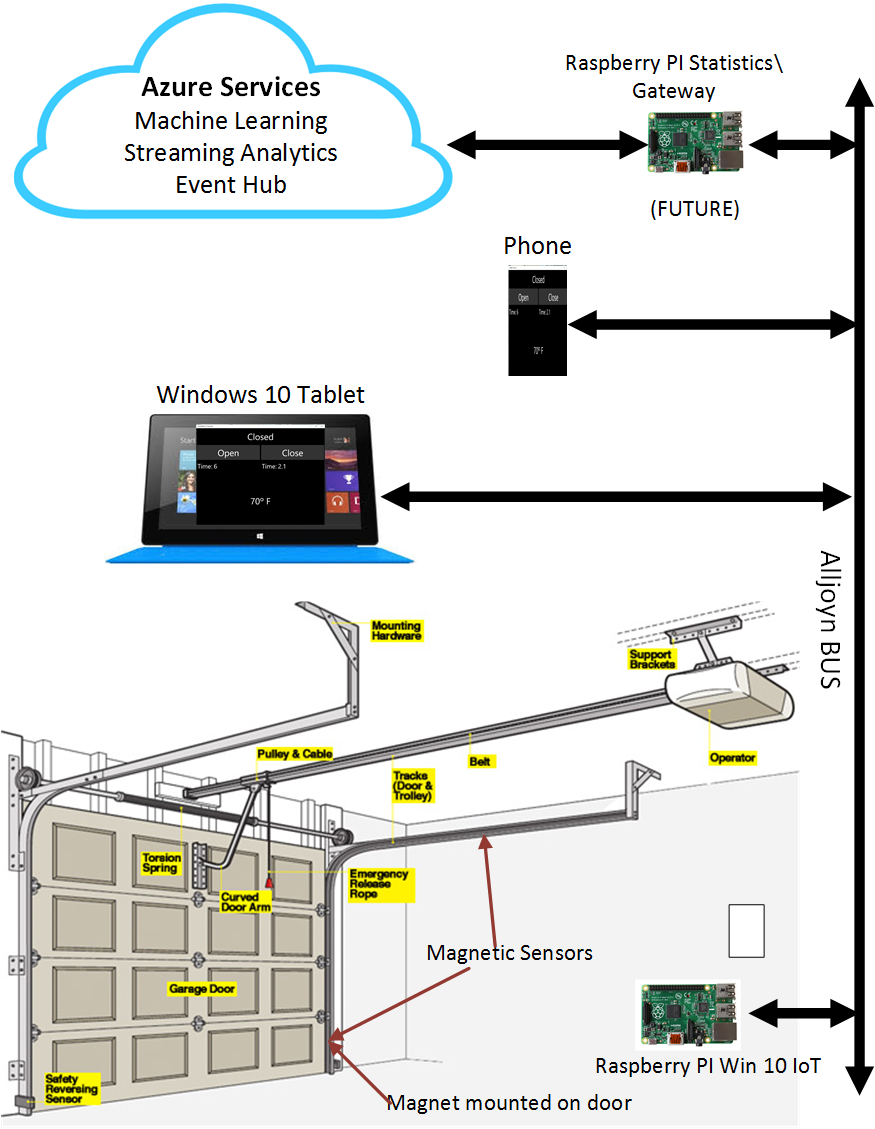 Azure Services
Machine Learning
Streaming Analytics
Event Hub
Raspberry PI Statistics\
Gateway
(FUTURE)
Phone
Closed
Open Close
Time: 6 Time: 2.1
70° F
Windows 10 Tablet
Start
Closed
Open Close
Time: 6 Time: 2.1
70° F
Alljoyn BUS
Mounting
Hardware
Support
Brackets
Operator
Pulley & Cable
Belt
Tracks
(Door &
Trolley)
Torsion
Spring
Curved
Door Arm
Emergency
Release
Rope
Magnetic Sensors
Garage Door
Raspberry PI Win 10 IoT
Safety
Reversing
Sensor
Magnet mounted on door